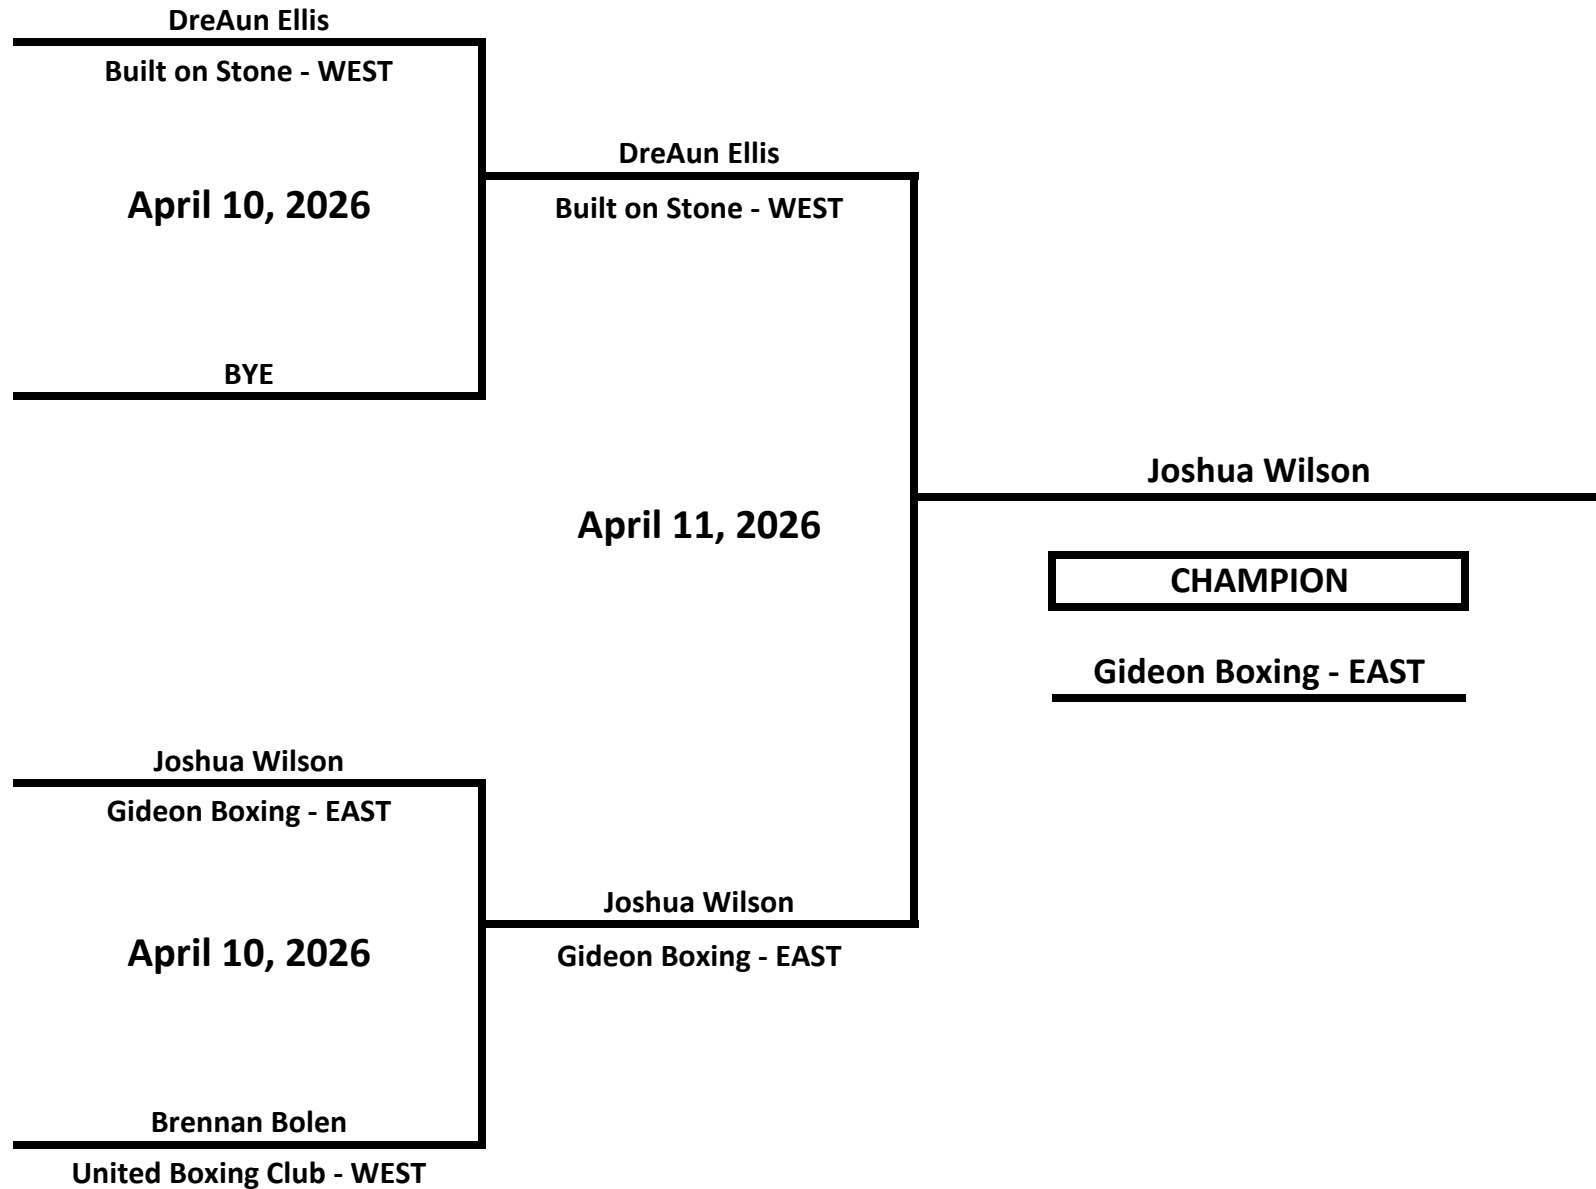 DreAun Ellis
Built on Stone - WEST
April 10, 2026
BYE
DreAun Ellis
Built on Stone - WEST
April 11, 2026
Joshua Wilson
CHAMPION
Gideon Boxing - EAST
Joshua Wilson
Gideon Boxing - EAST
April 10, 2026
Brennan Bolen
United Boxing Club - WEST
Joshua Wilson
Gideon Boxing - EAST